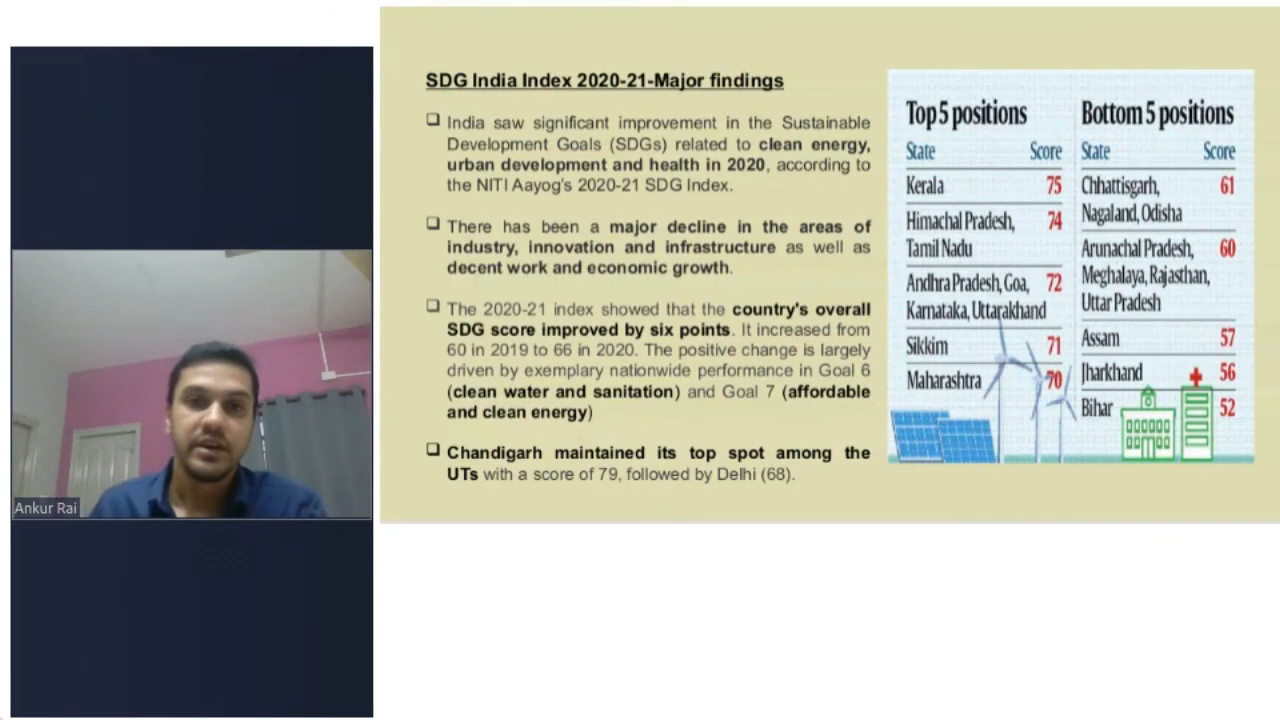 SDG India Index 2020-21-Major findings
India saw significant improvement in the Sustainable
Development Goals (SDGs) related to clean energy,
urban development and health in 2020, according to
the NITI Aayog's 2020-21 SDG Index.
There has been a major decline in the areas of
industry, innovation and infrastructure as well as
decent work and economic growth.
The 2020-21 index showed that the country's overall
SDG score improved by six points. It increased from
60 in 2019 to 66 in 2020. The positive change is largely
driven by exemplary nationwide performance in Goal 6
(clean water and sanitation) and Goal 7 (affordable
and clean energy)
Chandigarh maintained its top spot among the
UTs with a score of 79, followed by Delhi (68).
Top 5 positions
State Score
Kerala 75
Himachal Pradesh, 74
Tamil Nadu
Andhra Pradesh, Goa, 72
Karnataka, Uttarakhand
Sikkim 71
Maharashtra 70
Bottom 5 positions
State Score
Chhattisgarh, 61
Nagaland, Odisha
Arunachal Pradesh, 60
Meghalaya, Rajasthan,
Uttar Pradesh
Assam 57
Jharkhand 56
Bihar 52
Ankur Rai